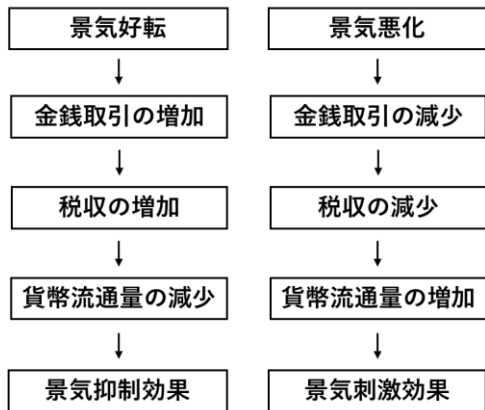 景気好転
金銭取引の増加
税収の増加
貨幣流通量の減少
景気抑制効果
景気悪化
金銭取引の減少
税収の減少
貨幣流通量の増加
景気刺激効果